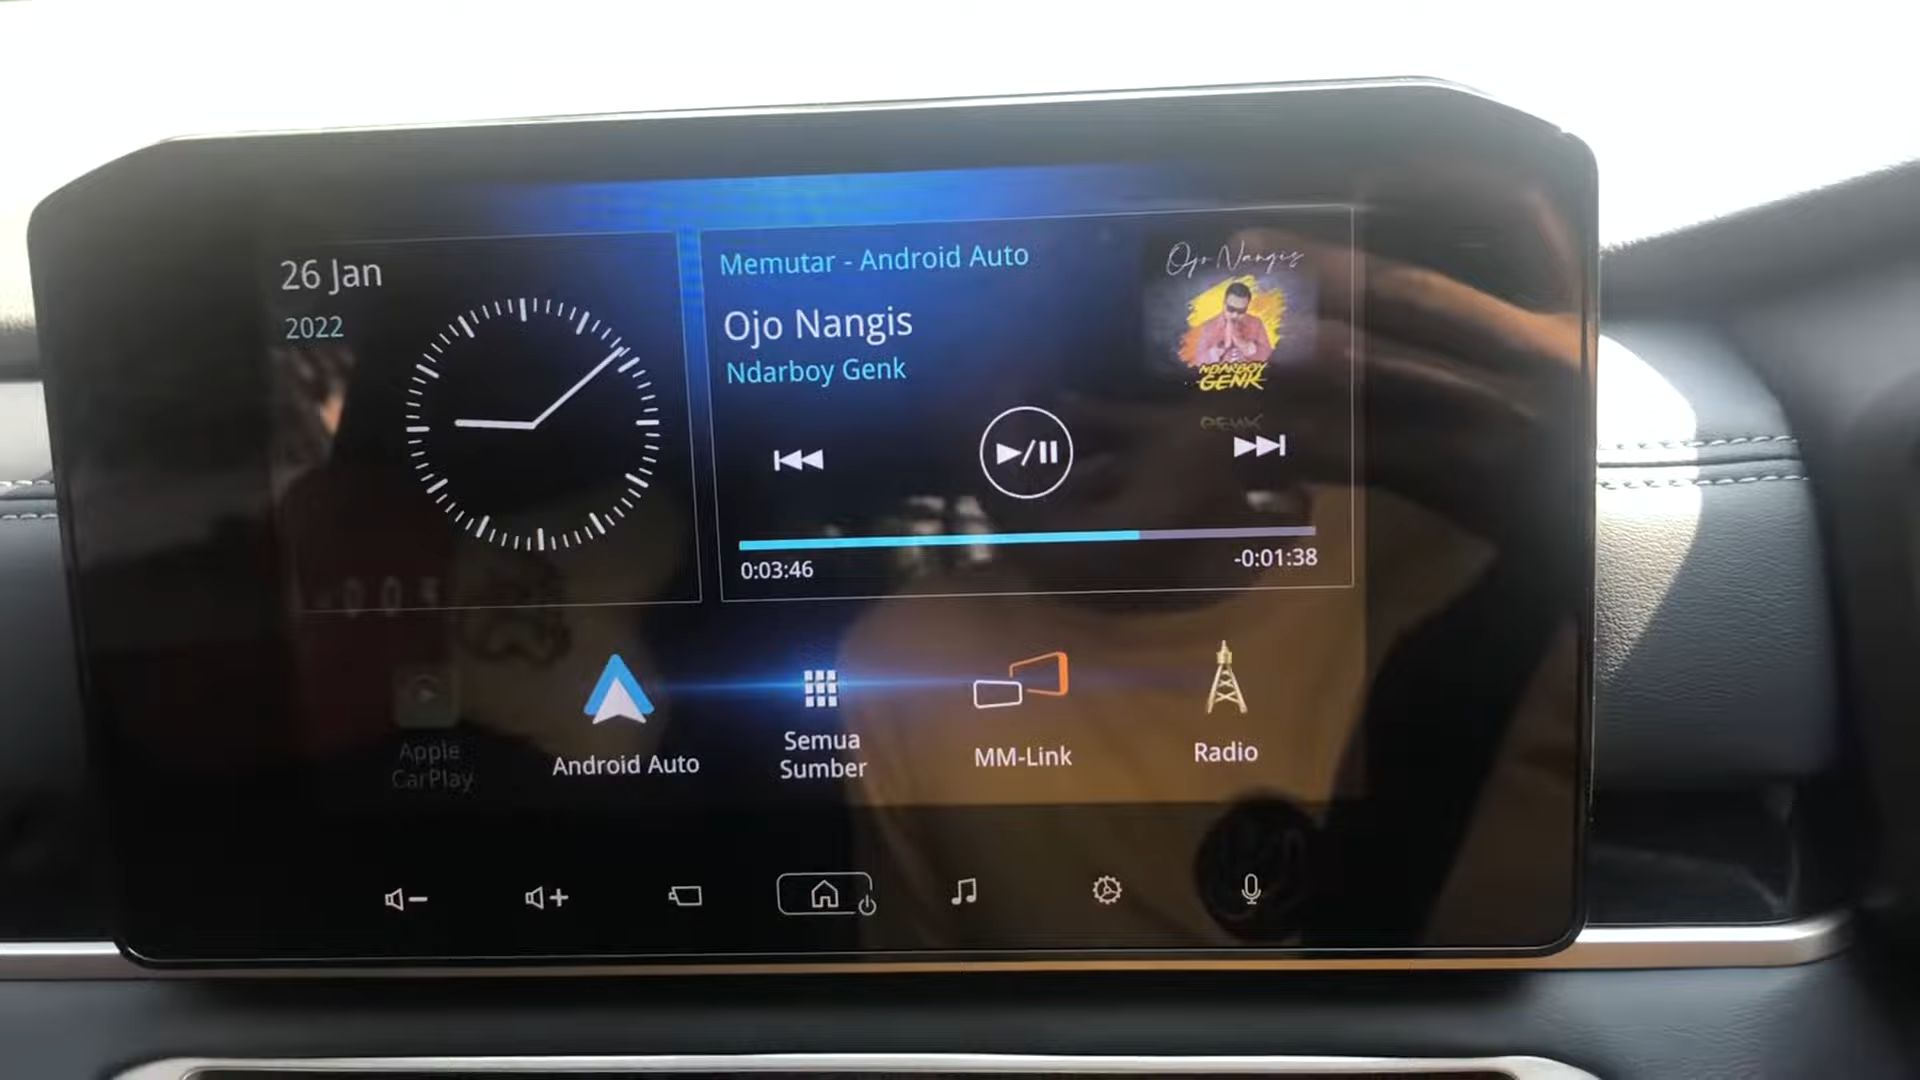 26 Jan
2022
Memutar - Android Auto
Ojo Nangis
Ndarboy Genk
Ojo Nangis
NDARBOY
GENK
0:03:46
-0:01:38
Apple
CarPlay
Android Auto
Semua
Sumber
MM-Link
Radio